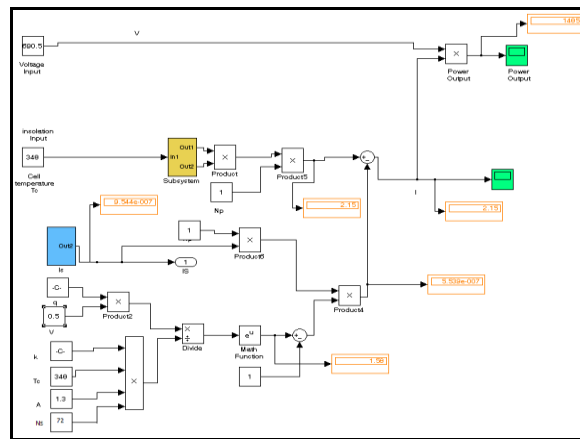 V
690.5
Voltage
Input
×
Power
Output
1485
Power
Output
insolation
Input
348
Cell
temperature
Tc
In1
Out1
Out2
Subsystem
×
Product
1
Np
×
Product5
2.15
+
-
I
2.15
9.544e-007
Out2
Is
1
IS
1
×
Product6
×
Product4
5.539e-007
-C-
q
0.5
V
×
Product2
×
÷
Divide
e^u
Math
Function
+
-
1
1.58
k
-C-
Tc
348
A
1.3
Ns
72
×